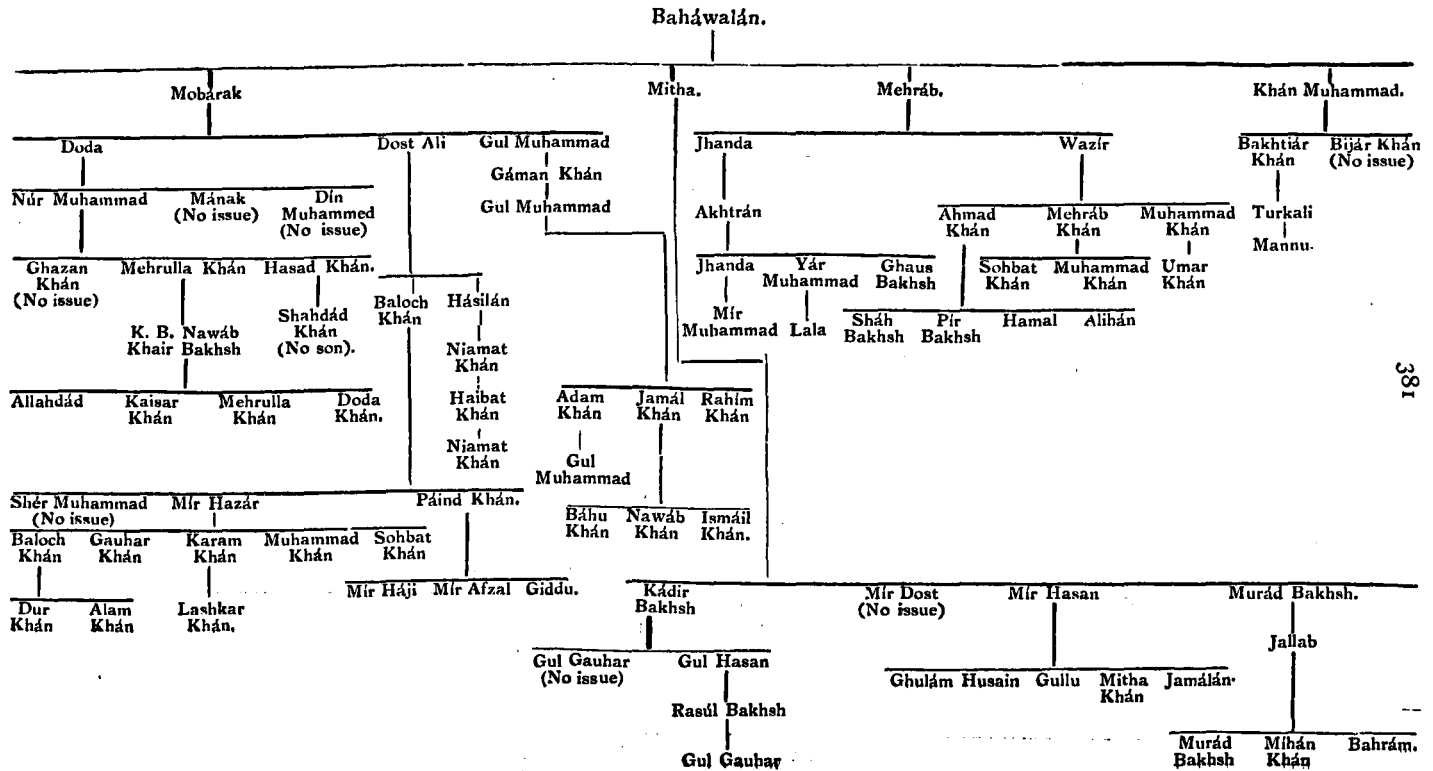 Baháwalán.
Mobárak Mitha. Mehráb. Khán Muhammad.
Doda Dost Ali Gul Muhammad Jhanda Wazír Bakhtiár Bijár Khán
Khán (No issue)
Gáman Khán
Núr Muhammad Mának Dín
(No issue) Muhammed
(No issue)
Gul Muhammad
Akhtrán Ahmad Mehráb Muhammad Turkali
Khán Khán Khán
Mannu.
Ghazan Mehrulla Khán Hasad Khán.
Khán
(No issue)
Jhanda Yár Ghaus Sohbat Muhammad Umar
Muhammad Bakhsh Khán Khán Khán
Baloch Hásilán
Khán
Shahdád
Khán
(No son).
Mír Lala Sháh Pír Hamal Alihán
Muhammad Bakhsh Bakhsh
K. B. Nawáb
Khair Bakhsh
Niamat
Khán
381
Allahdád Kaisar Mehrulla Doda
Khán Khán Khán.
Haibat
Khán
Adam Jamál Rahím
Khán Khán Khán
Niamat
Khán
Gul
Muhammad
Shér Muhammad Mír Hazár Páind Khán.
(No issue)
Báhu Nawáb Ismáil
Khán Khán Khán.
Baloch Gauhar Karam Muhammad Sohbat
Khán Khán Khán Khán Khán
Mír Háji Mír Afzal Giddu.
Kádir Mír Dost Mír Hasan Murád Bakhsh.
Bakhsh (No issue)
Dur Alam Lashkar
Khán Khán Khán.
Jallab
Gul Gauhar Gul Hasan
(No issue)
Ghulám Husain Gullu Mitha Jamálán.
Khán
Rasúl Bakhsh
Murád Mihán Bahrám.
Bakhsh Khán
Gul Gauhar